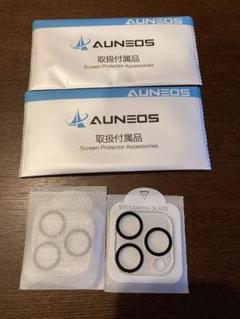 AUNEOS
AUNEOS
取扱付属品
Screen Protector Accessories
AUNEOS
AUNEOS
取扱付属品
Screen Protector Accessories
9H CAMERA GLASS